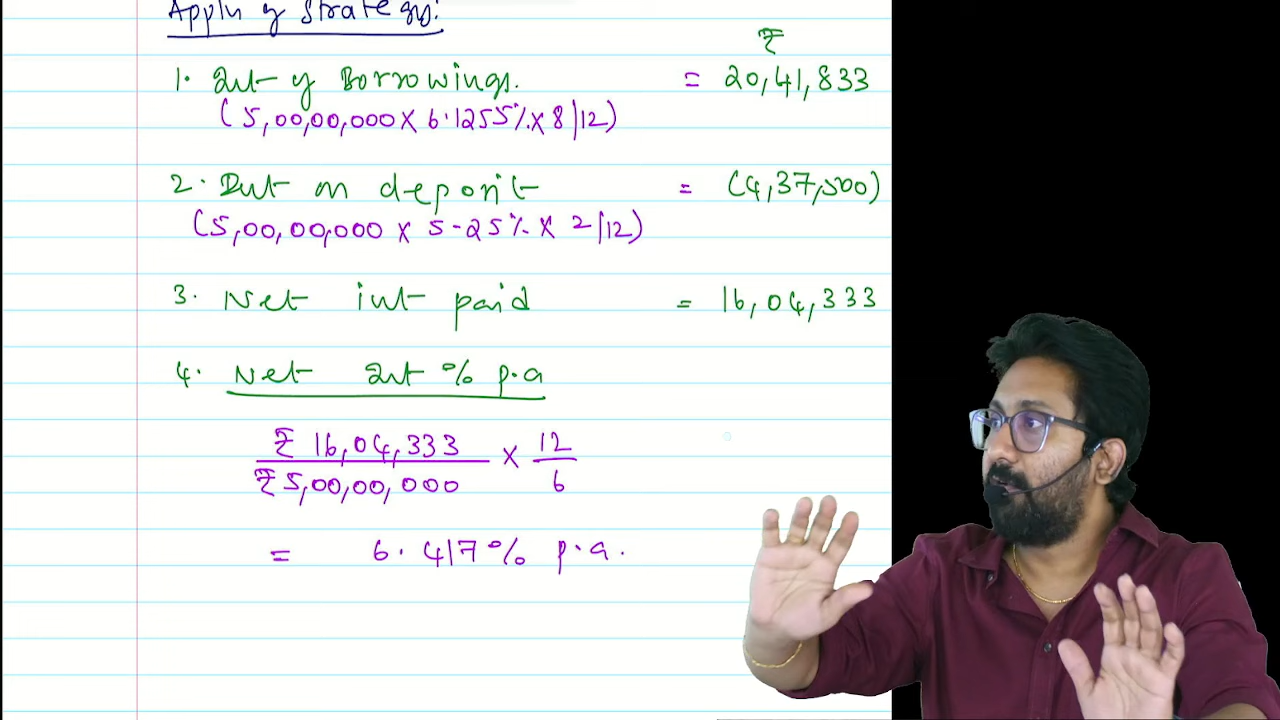 Apply g strategy:
₹
1. Int y Borrowings. = 20,41,833
(5,00,00,000 X 6.1255% X 8/12)
2. Int on deposit = (4,37,500)
(5,00,00,000 X 5.25% X 2/12)
3. Net int paid = 16,04,333
4. Net Int % p.a
₹ 16,04,333 X 12
₹ 5,00,00,000 6
= 6.417% p.a.